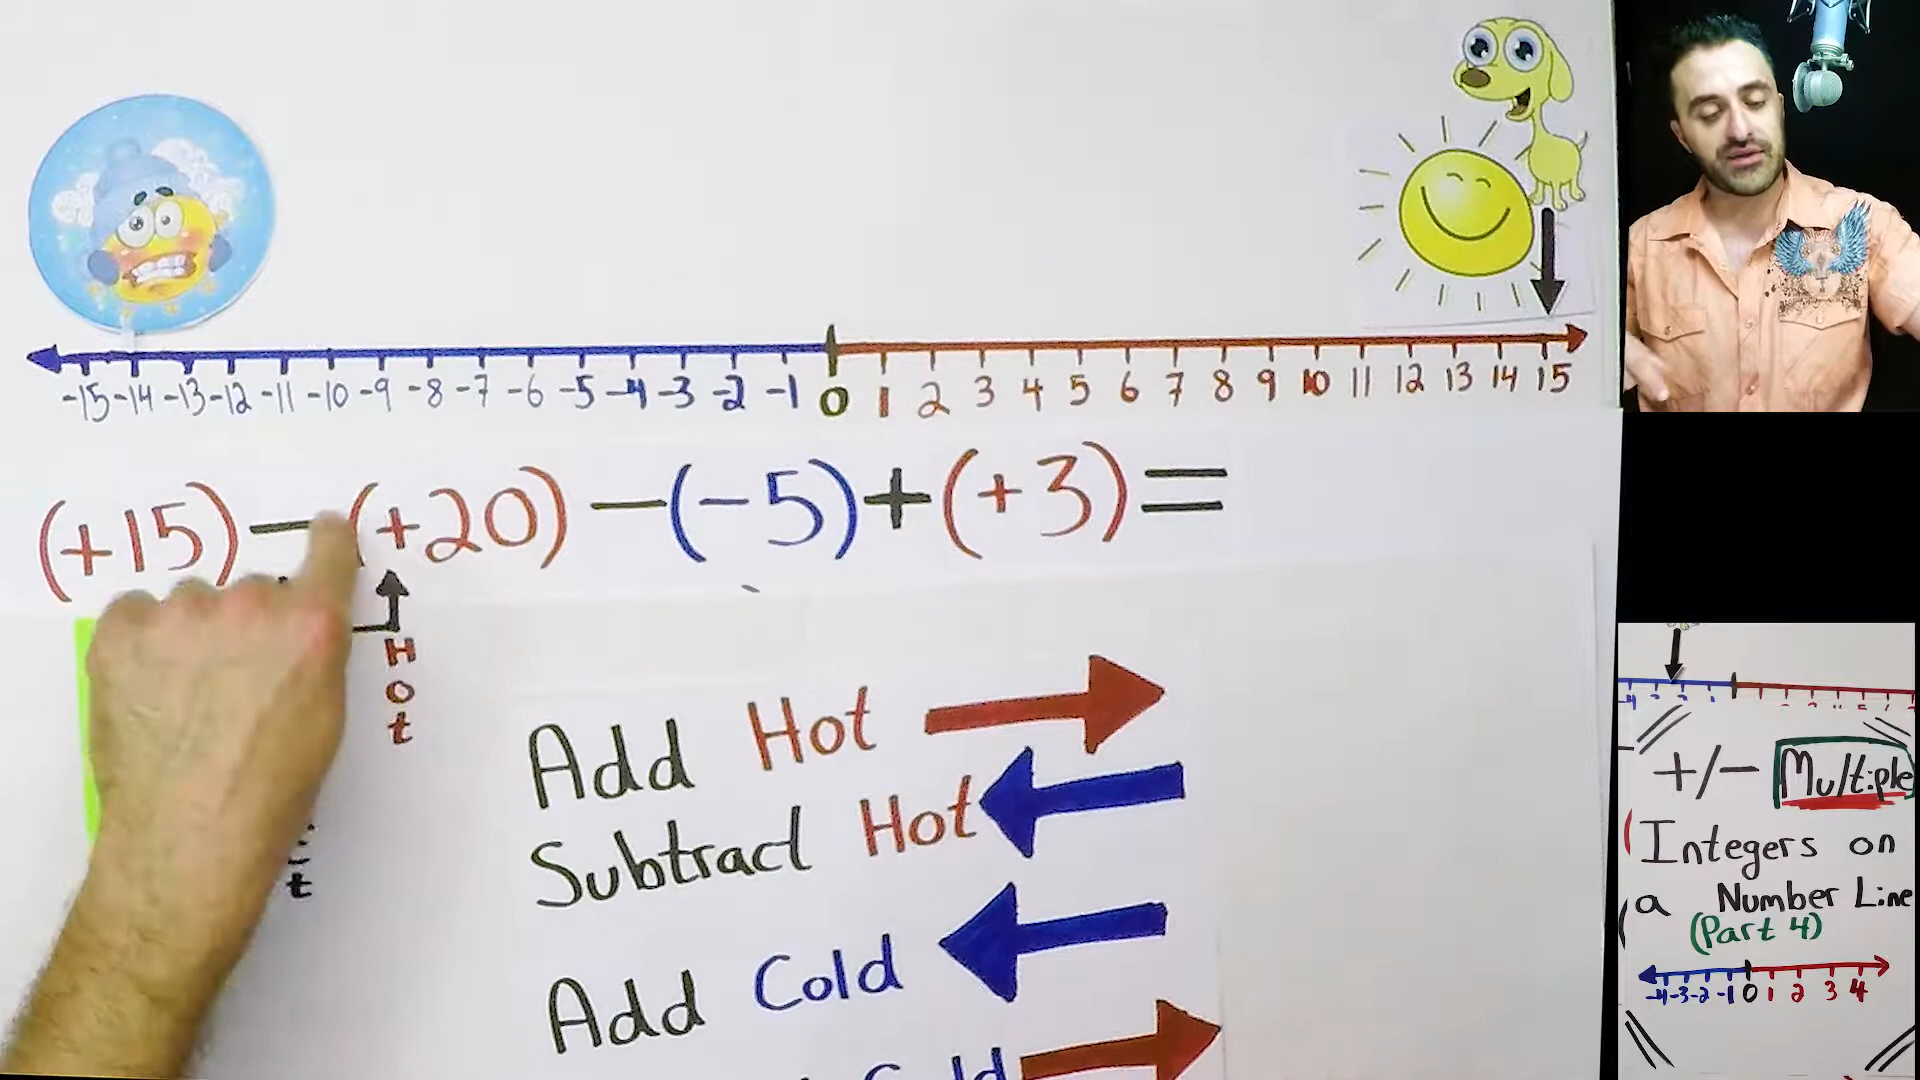 -15 -14 -13 -12 -11 -10 -9 -8 -7 -6 -5 -4 -3 -2 -1 0 1 2 3 4 5 6 7 8 9 10 11 12 13 14 15
(+15) - (+20) - (-5) + (+3) =
Hot
t
Add Hot
Subtract Hot
Add Cold
Cold
+/- Multiple
Integers on
a Number Line
(Part 4)
-4 -3 -2 -1 0 1 2 3 4